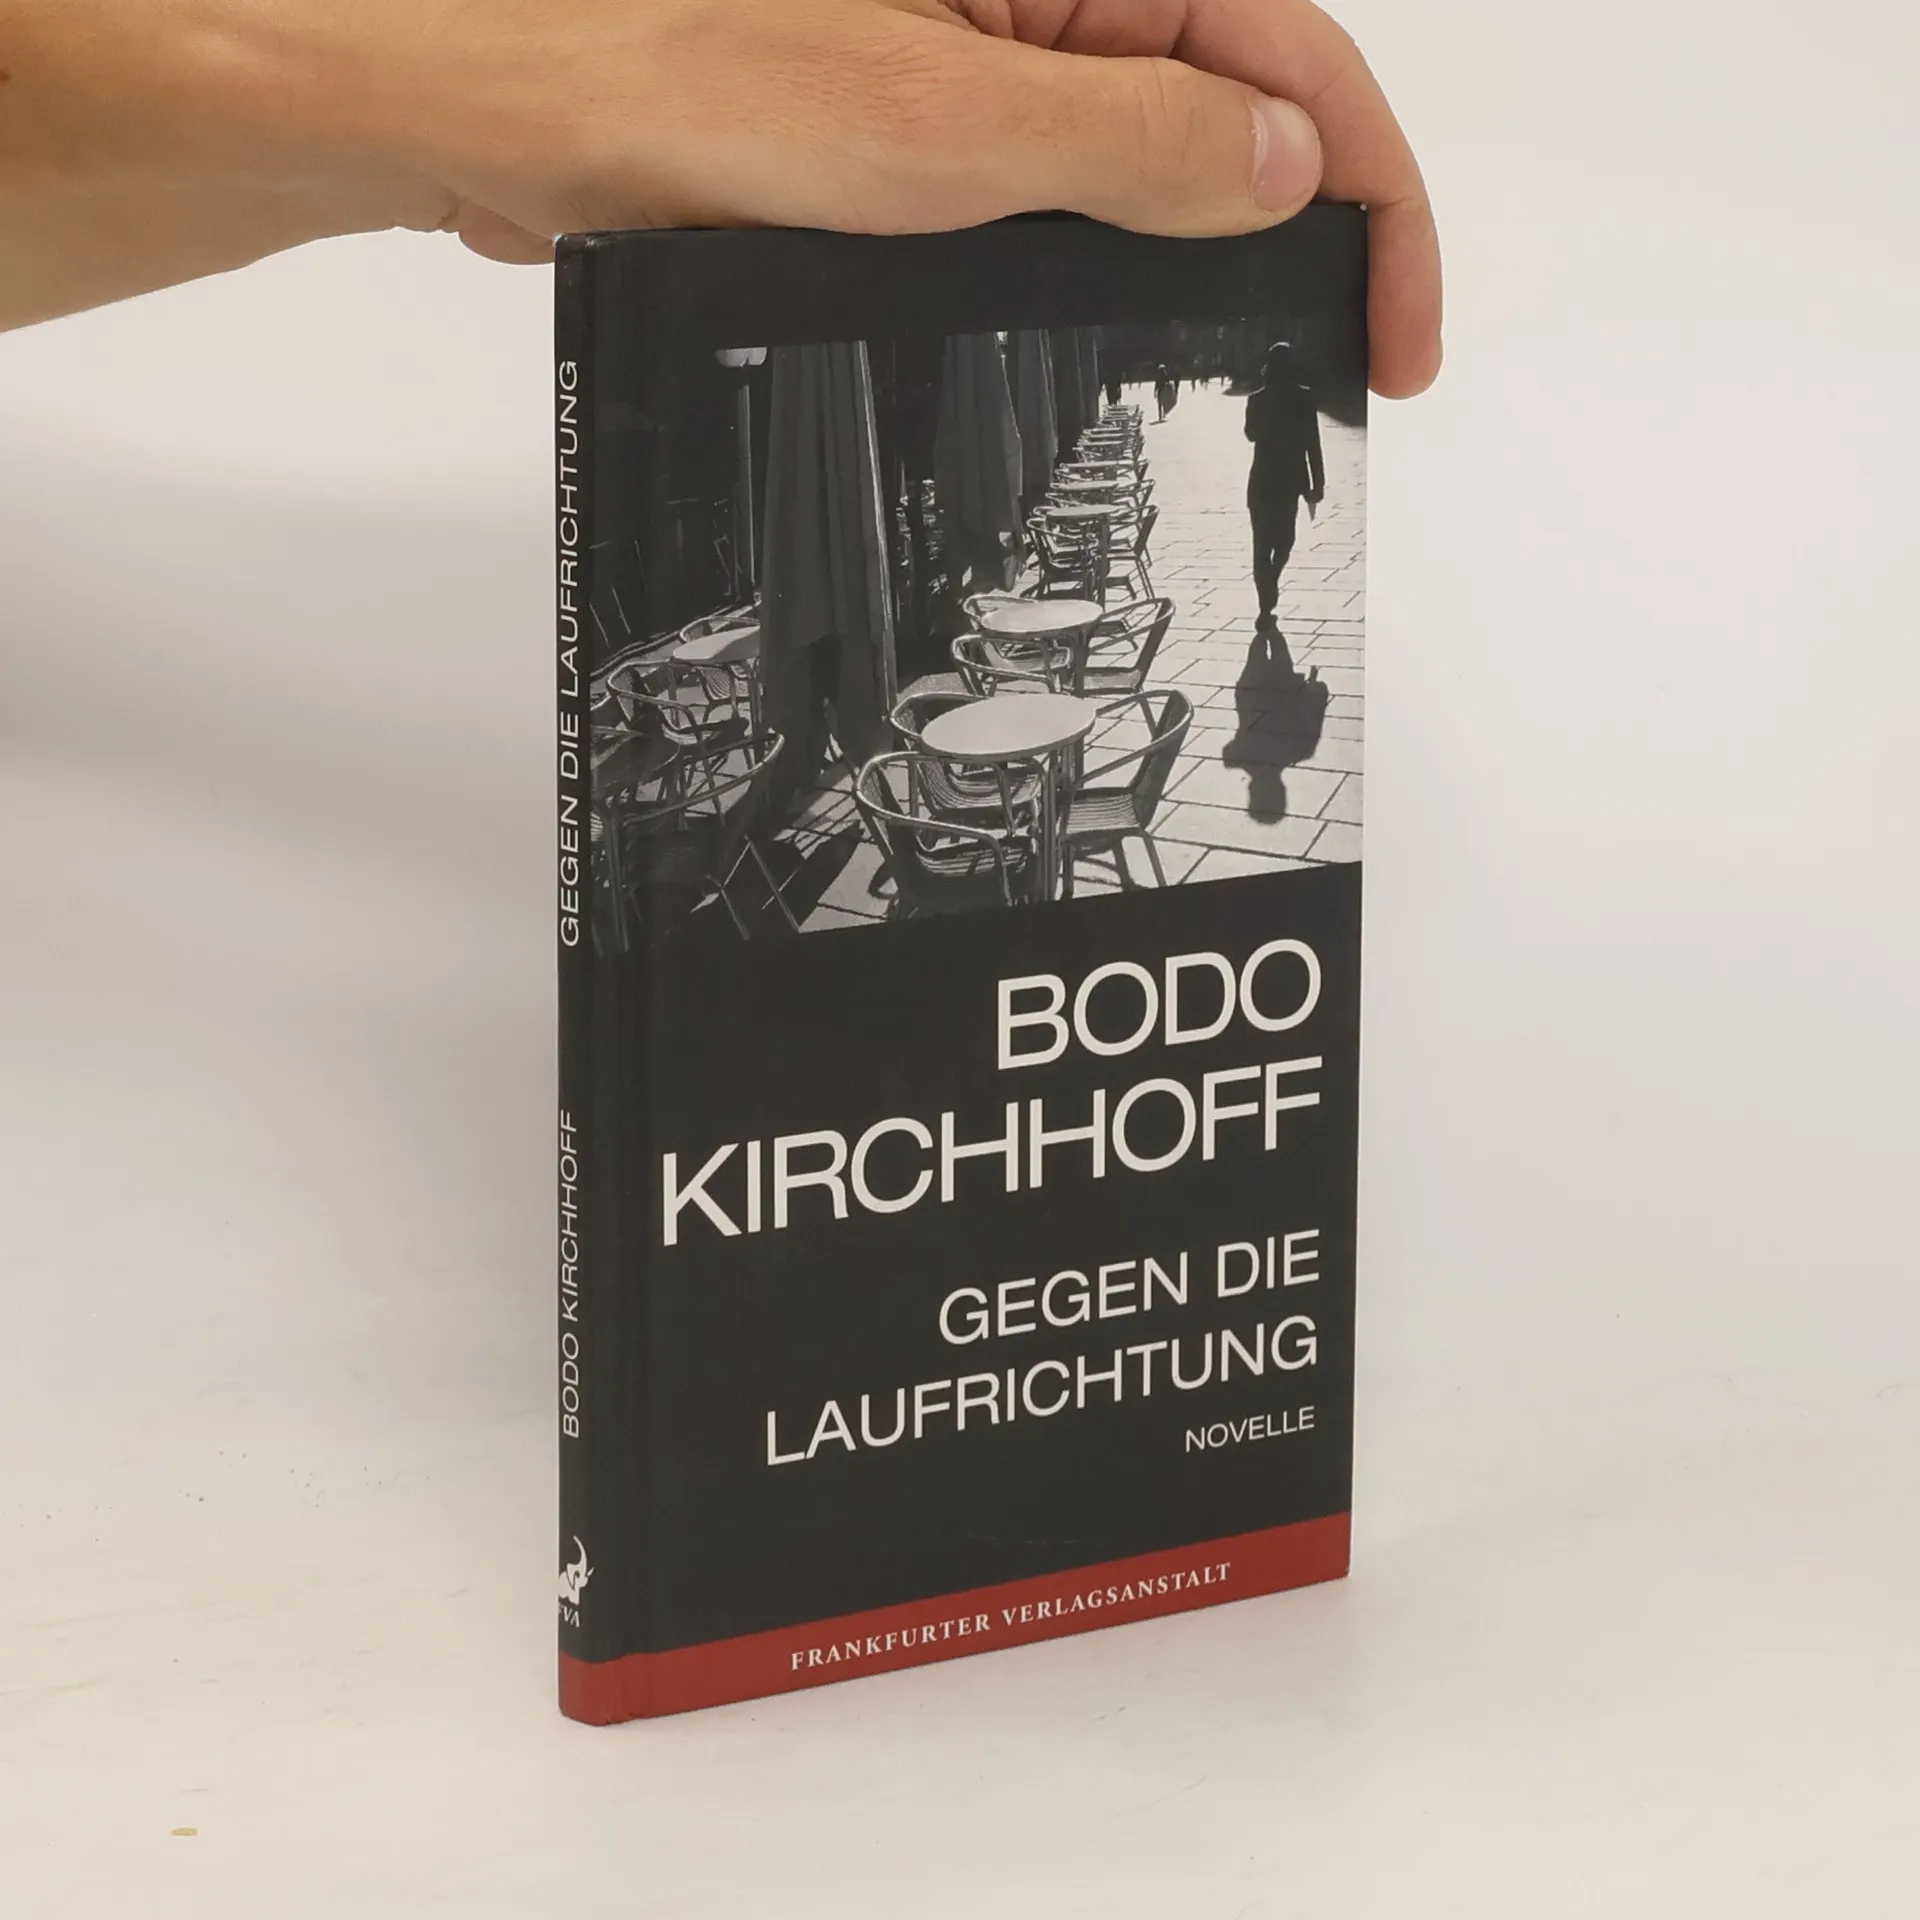 GEGEN DIE LAUFRICHTUNG
BODO KIRCHHOFF
FVA
BODO
KIRCHHOFF
GEGEN DIE
LAUFRICHTUNG
NOVELLE
FRANKFURTER VERLAGSANSTALT